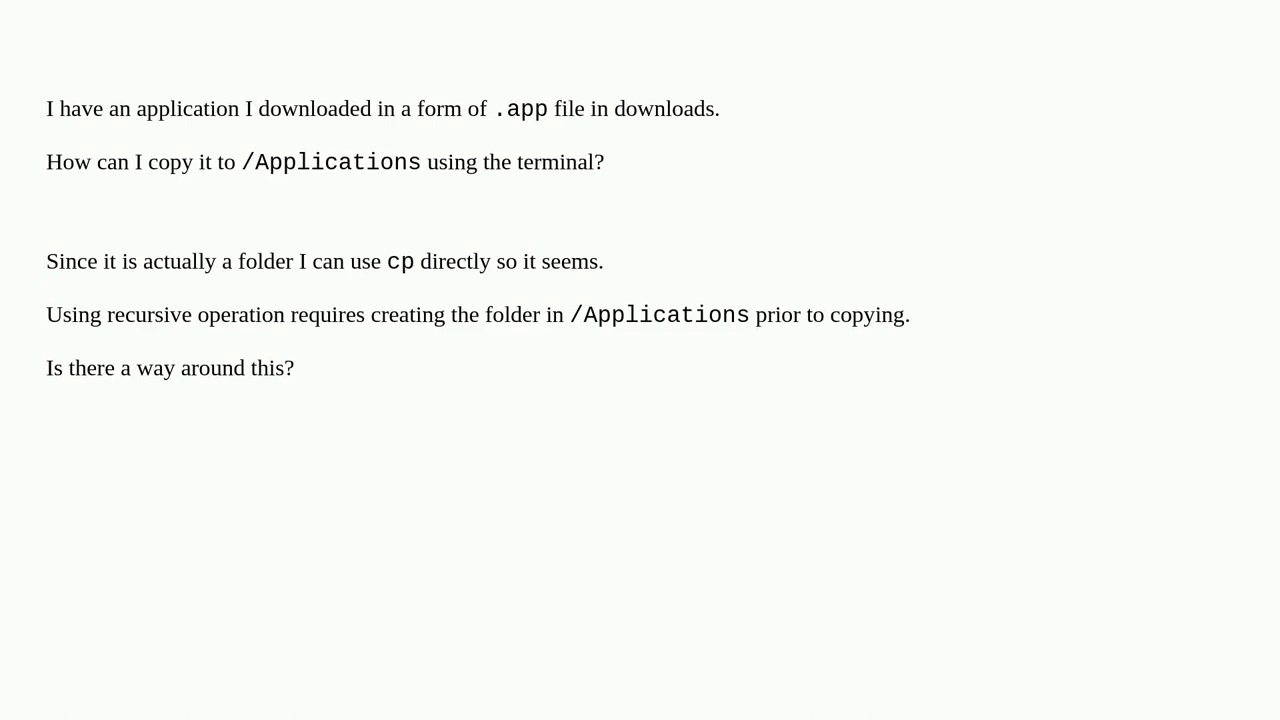 I have an application I downloaded in a form of .app file in downloads.
How can I copy it to /Applications using the terminal?
Since it is actually a folder I can use cp directly so it seems.
Using recursive operation requires creating the folder in /Applications prior to copying.
Is there a way around this?